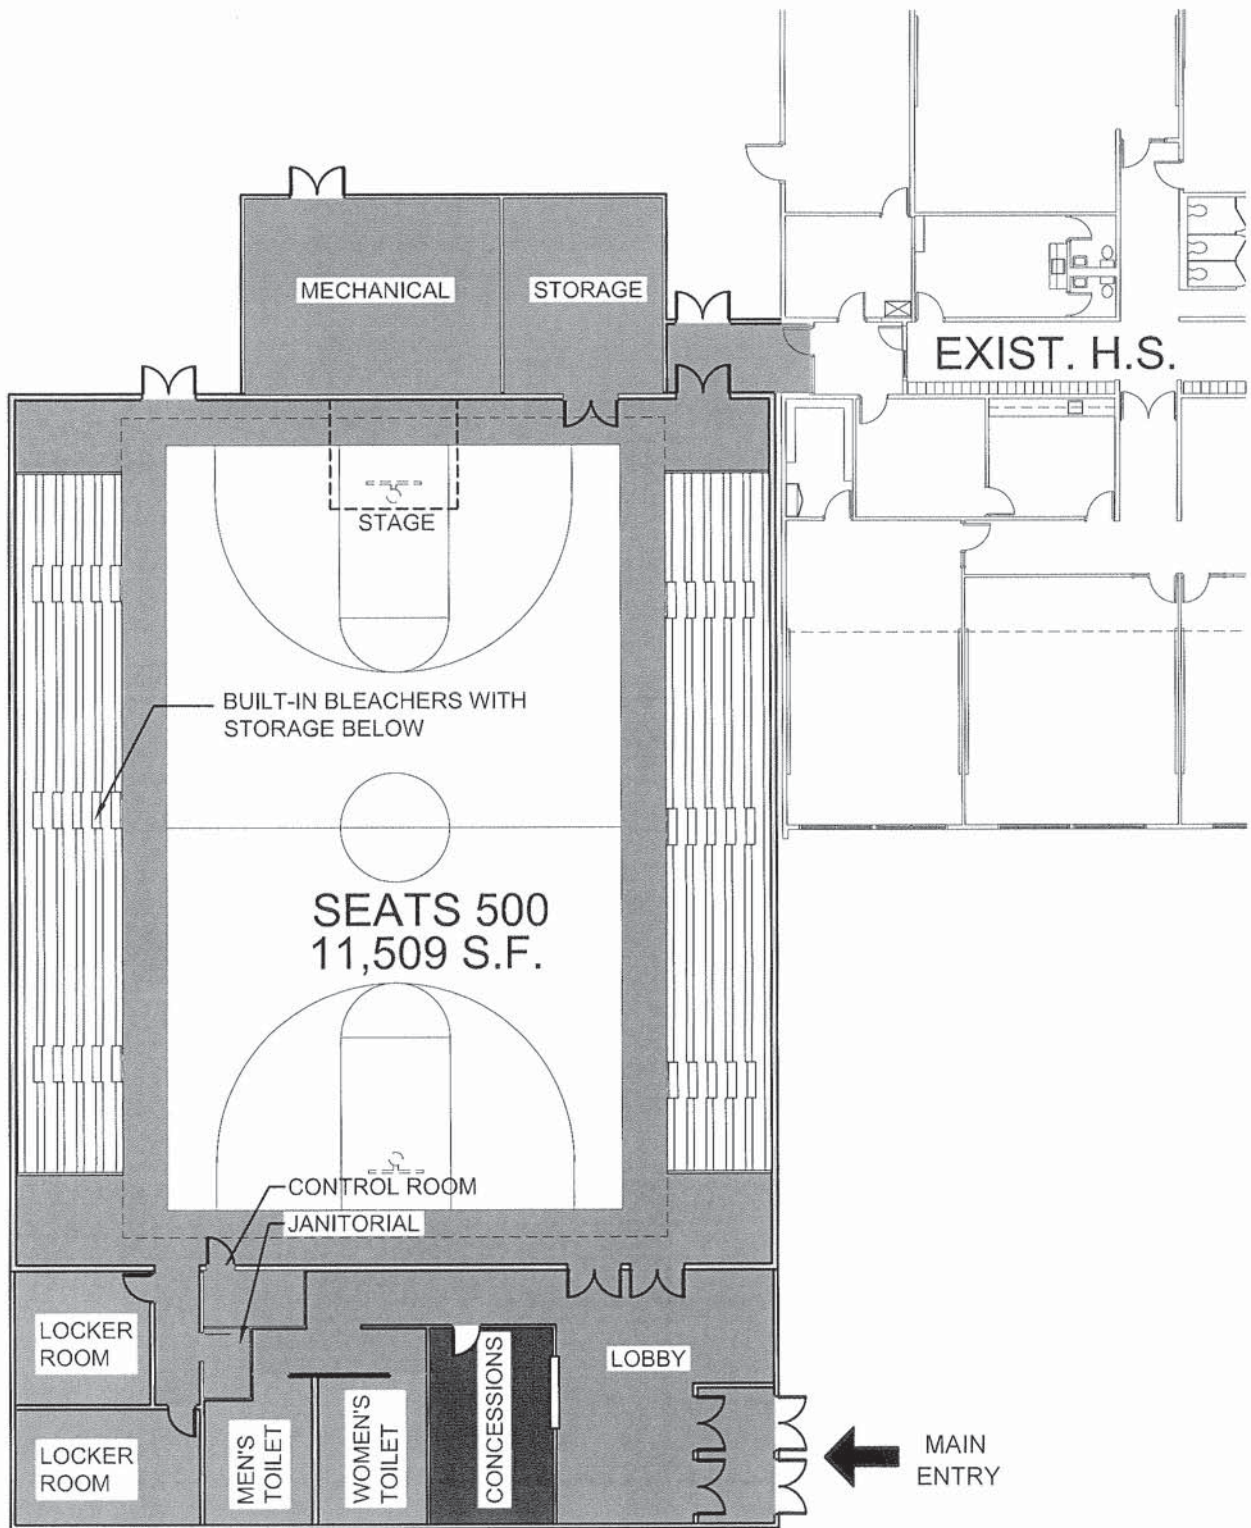 MECHANICAL
STORAGE
EXIST. H.S.
STAGE
BUILT-IN BLEACHERS WITH
STORAGE BELOW
SEATS 500
11,509 S.F.
CONTROL ROOM
JANITORIAL
LOCKER
ROOM
LOBBY
LOCKER
ROOM
MEN'S
TOILET
WOMEN'S
TOILET
CONCESSIONS
MAIN
ENTRY